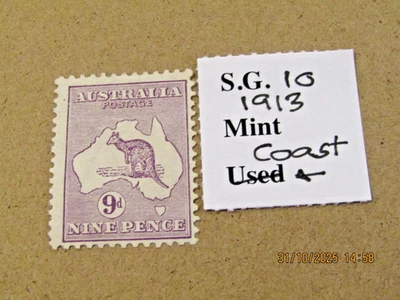 AUSTRALIA
POSTAGE
9d
NINE PENCE
S.G. 10
1913
Mint
Coast
Used
31/10/2025 14:58